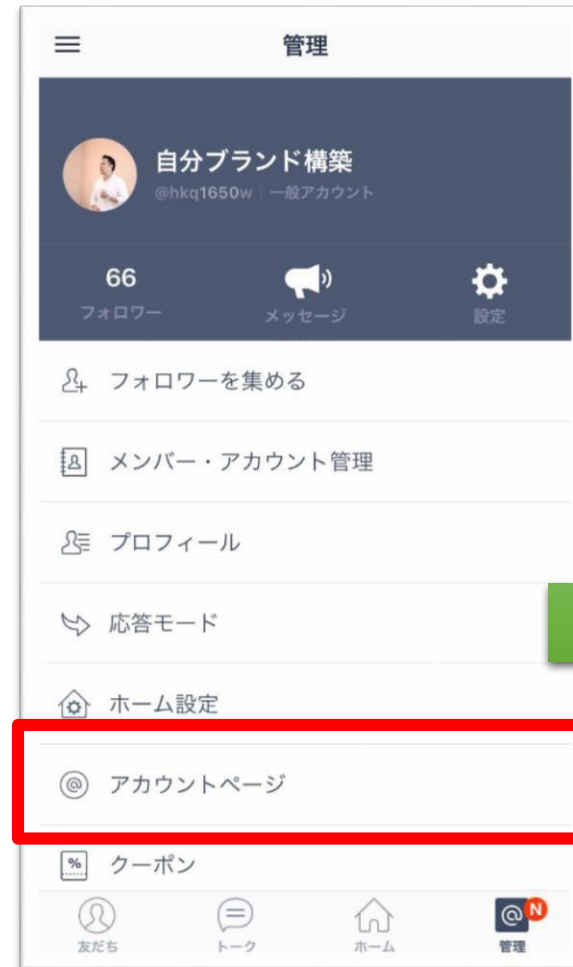 管理
自分ブランド構築
@hkq1650w 一般アカウント
66
フォロワー
メッセージ
設定
フォロワーを集める
メンバー・アカウント管理
プロフィール
応答モード
ホーム設定
アカウントページ
クーポン
N
友だち
トーク
ホーム
管理